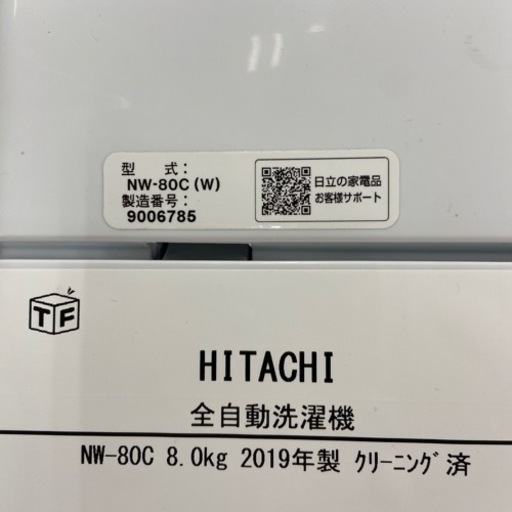 型 式：
NW-80C (W)
製造番号：
9006785
日立の家電品
お客様サポート
TF
HITACHI
全自動洗濯機
NW-80C 8.0kg 2019年製 ｸﾘｰﾆﾝｸﾞ済